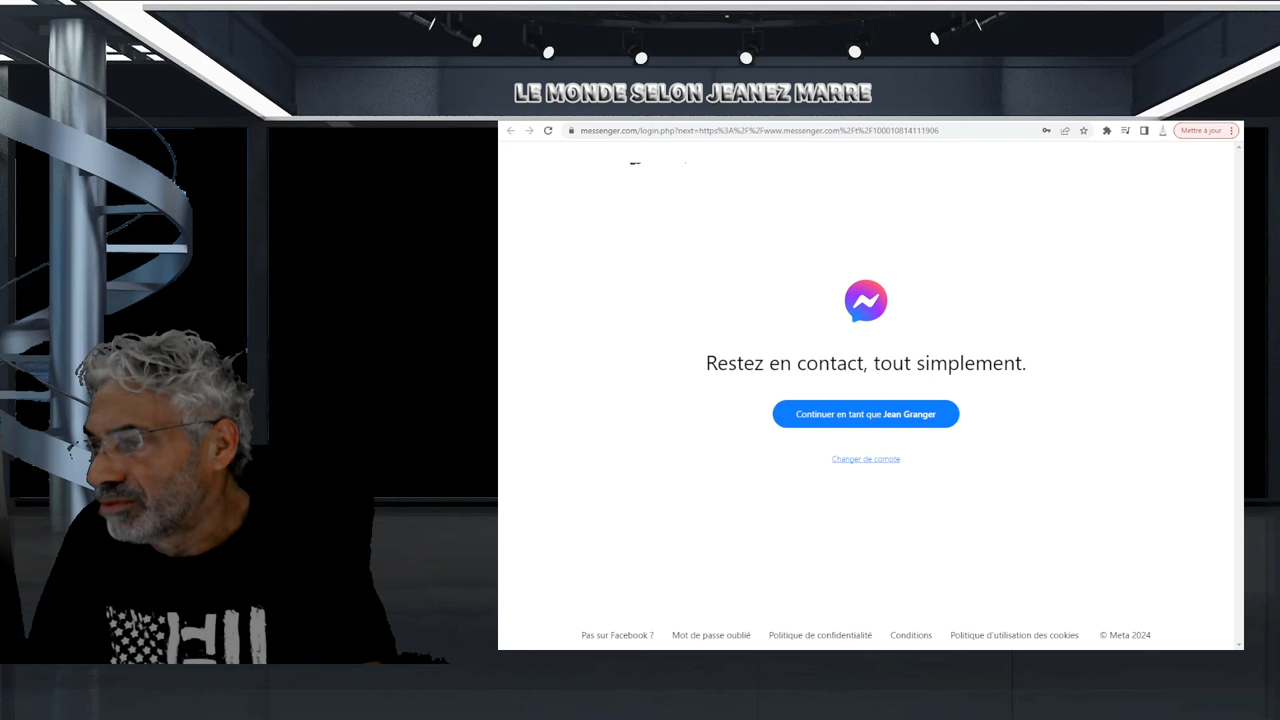 LE MONDE SELON JEANEZ MARRE
messenger.com/login.php?next=https%3A%2F%2Fwww.messenger.com%2Ft%2F100010814111906
Mettre à jour
Restez en contact, tout simplement.
Continuer en tant que Jean Granger
Changer de compte
Pas sur Facebook ? Mot de passe oublié Politique de confidentialité Conditions Politique d'utilisation des cookies © Meta 2024